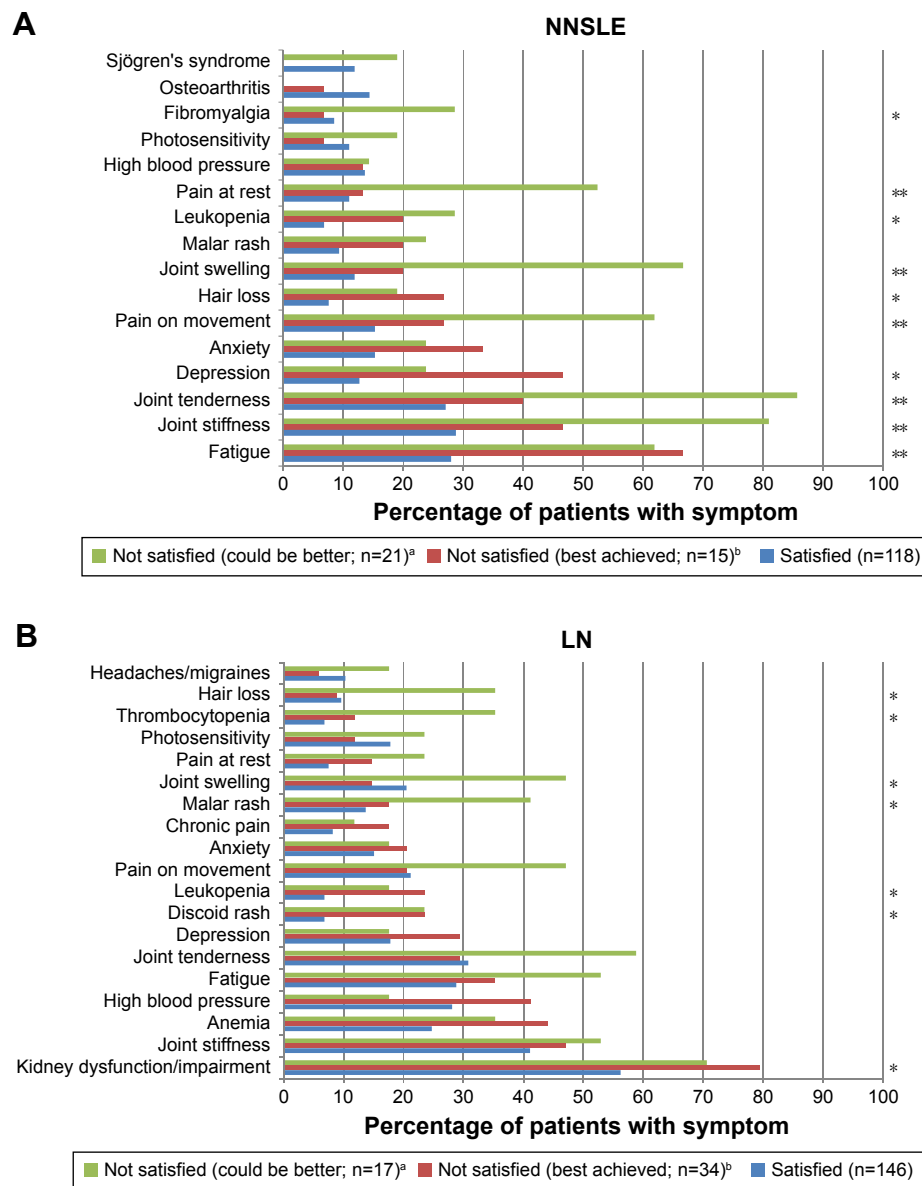 A
NNSLE
Sjögren's syndrome
Osteoarthritis
Fibromyalgia *
Photosensitivity
High blood pressure
Pain at rest **
Leukopenia *
Malar rash
Joint swelling **
Hair loss *
Pain on movement **
Anxiety
Depression *
Joint tenderness **
Joint stiffness **
Fatigue **
0 10 20 30 40 50 60 70 80 90 100
Percentage of patients with symptom
Not satisfied (could be better; n=21)a Not satisfied (best achieved; n=15)b Satisfied (n=118)
B
LN
Headaches/migraines
Hair loss *
Thrombocytopenia *
Photosensitivity
Pain at rest
Joint swelling *
Malar rash *
Chronic pain
Anxiety
Pain on movement
Leukopenia *
Discoid rash *
Depression
Joint tenderness
Fatigue
High blood pressure
Anemia
Joint stiffness
Kidney dysfunction/impairment *
0 10 20 30 40 50 60 70 80 90 100
Percentage of patients with symptom
Not satisfied (could be better; n=17)a Not satisfied (best achieved; n=34)b Satisfied (n=146)